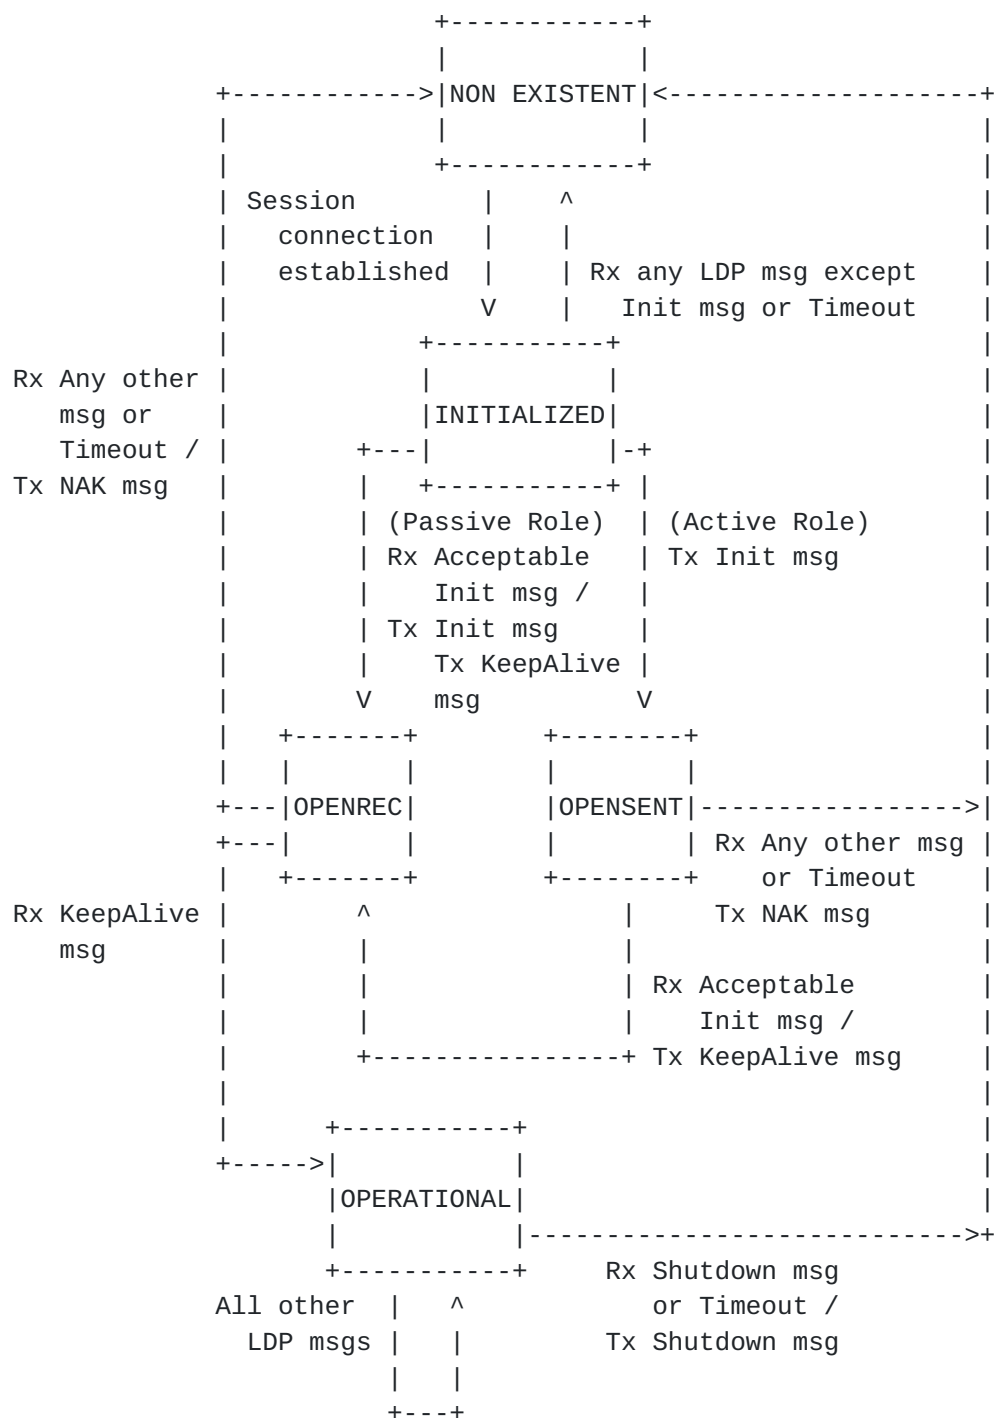 NON EXISTENT
Session
connection
established
Rx any LDP msg except
Init msg or Timeout
Rx Any other
msg or
Timeout /
Tx NAK msg
INITIALIZED
(Passive Role)
Rx Acceptable
Init msg /
Tx Init msg
Tx KeepAlive
msg
(Active Role)
Tx Init msg
OPENREC
OPENSENT
Rx Any other msg
or Timeout
Tx NAK msg
Rx KeepAlive
msg
Rx Acceptable
Init msg /
Tx KeepAlive msg
OPERATIONAL
Rx Shutdown msg
or Timeout /
Tx Shutdown msg
All other
LDP msgs